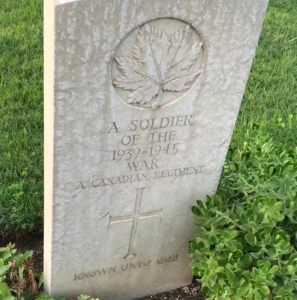 A SOLDIER
OF THE
1939-1945
WAR
A CANADIAN REGIMENT
KNOWN UNTO GOD